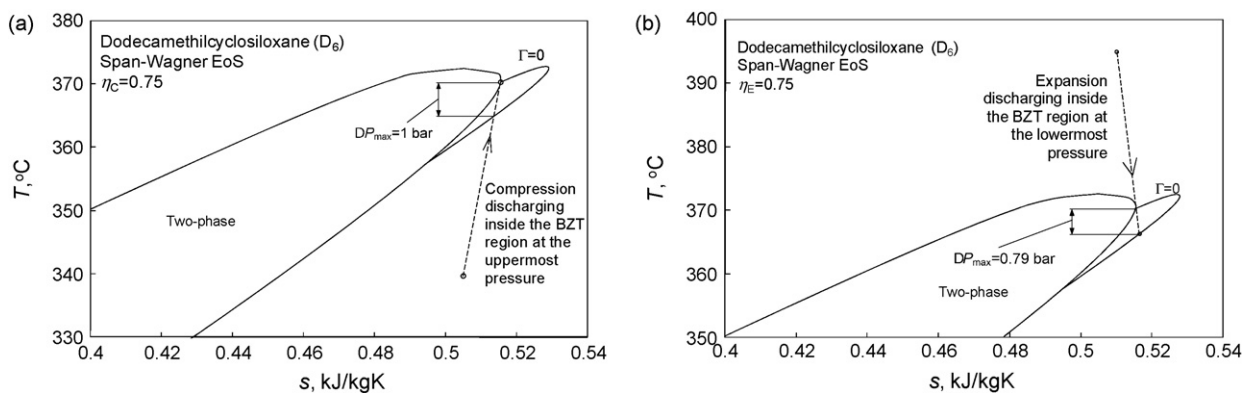 (a)
380
370
360
350
340
330
T, °C
Dodecamethilcyclosiloxane (D₆)
Span-Wagner EoS
ηC=0.75
Γ=0
DPmax=1 bar
Two-phase
Compression
discharging
inside the BZT
region at the
uppermost
pressure
0.4 0.42 0.44 0.46 0.48 0.5 0.52 0.54
s, kJ/kgK
(b)
400
390
380
370
360
350
T, °C
Dodecamethilcyclosiloxane (D₆)
Span-Wagner EoS
ηE=0.75
Expansion
discharging inside
the BZT region at
the lowermost
pressure
Γ=0
DPmax=0.79 bar
Two-phase
0.4 0.42 0.44 0.46 0.48 0.5 0.52 0.54
s, kJ/kgK